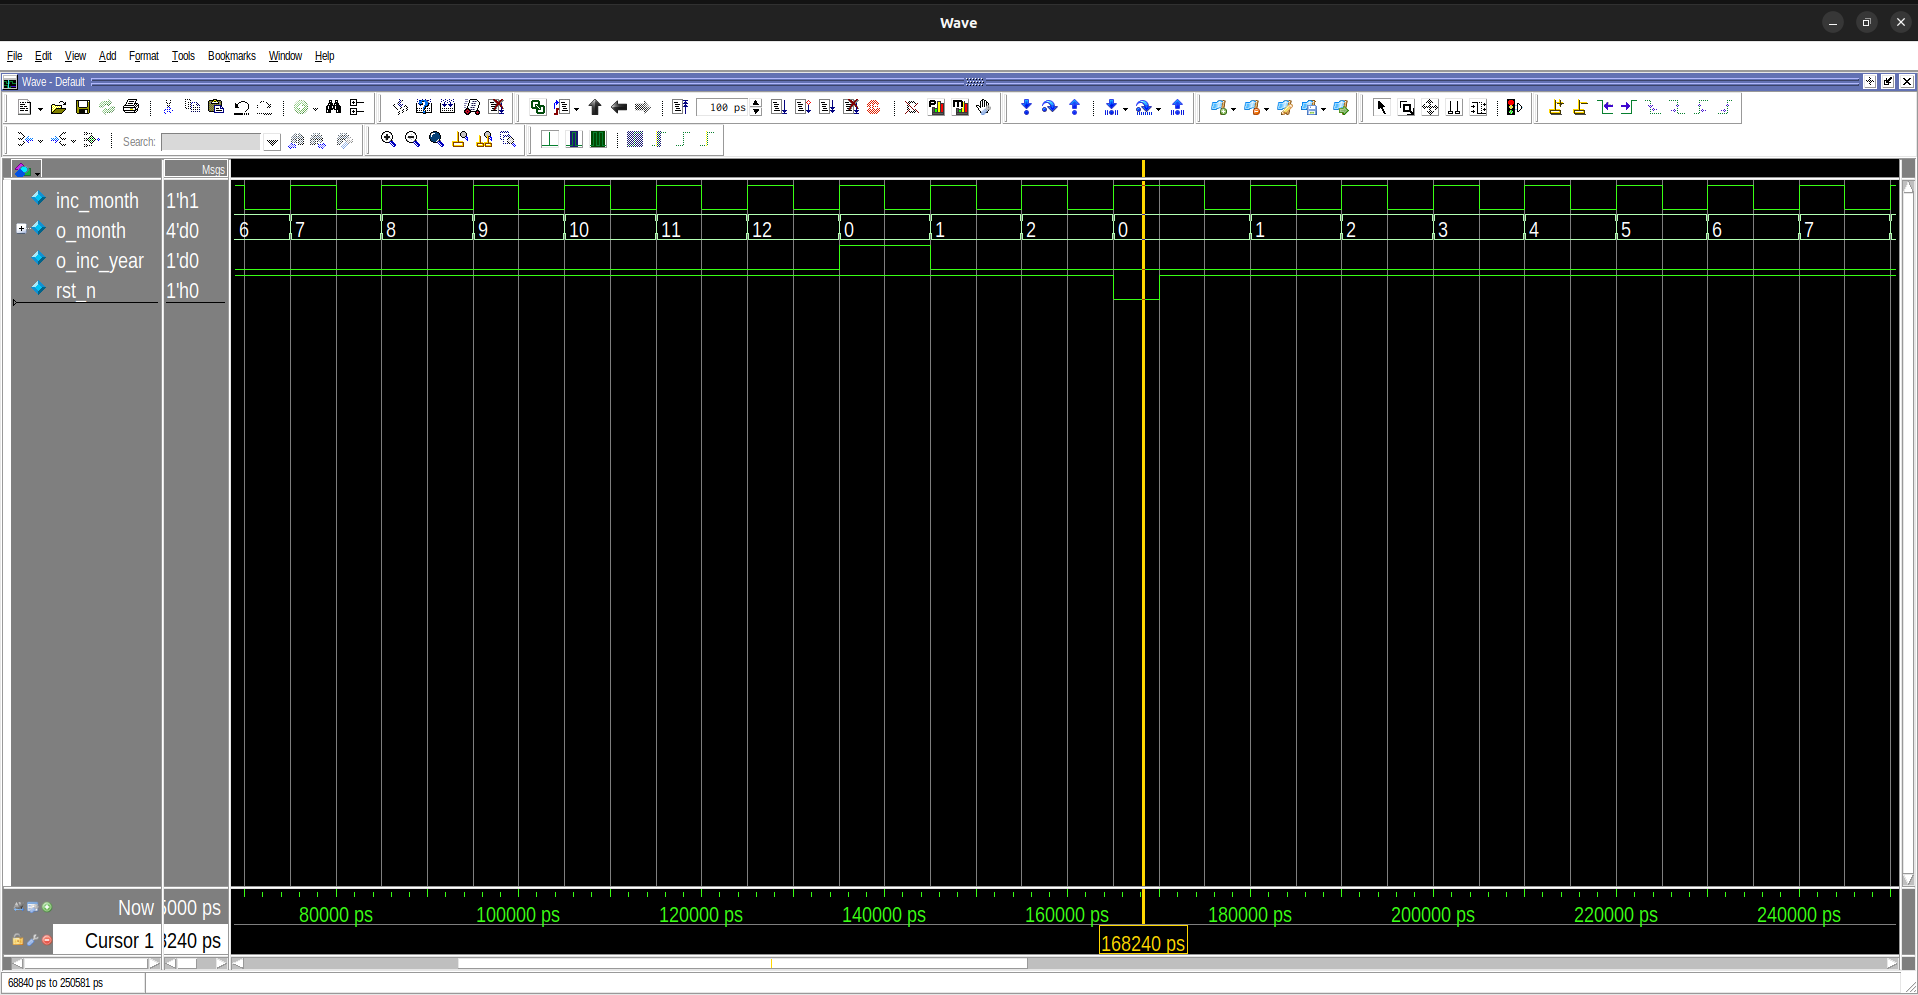 Wave
File Edit View Add Format Tools Bookmarks Window Help
Wave - Default
100 ps
Search:
Msgs
inc_month 1'h1
o_month 4'd0 6 7 8 9 10 11 12 0 1 2 0 1 2 3 4 5 6 7
o_inc_year 1'd0
rst_n 1'h0
Now 5000 ps 80000 ps 100000 ps 120000 ps 140000 ps 160000 ps 180000 ps 200000 ps 220000 ps 240000 ps
Cursor 1 3240 ps 168240 ps
68840 ps to 250581 ps